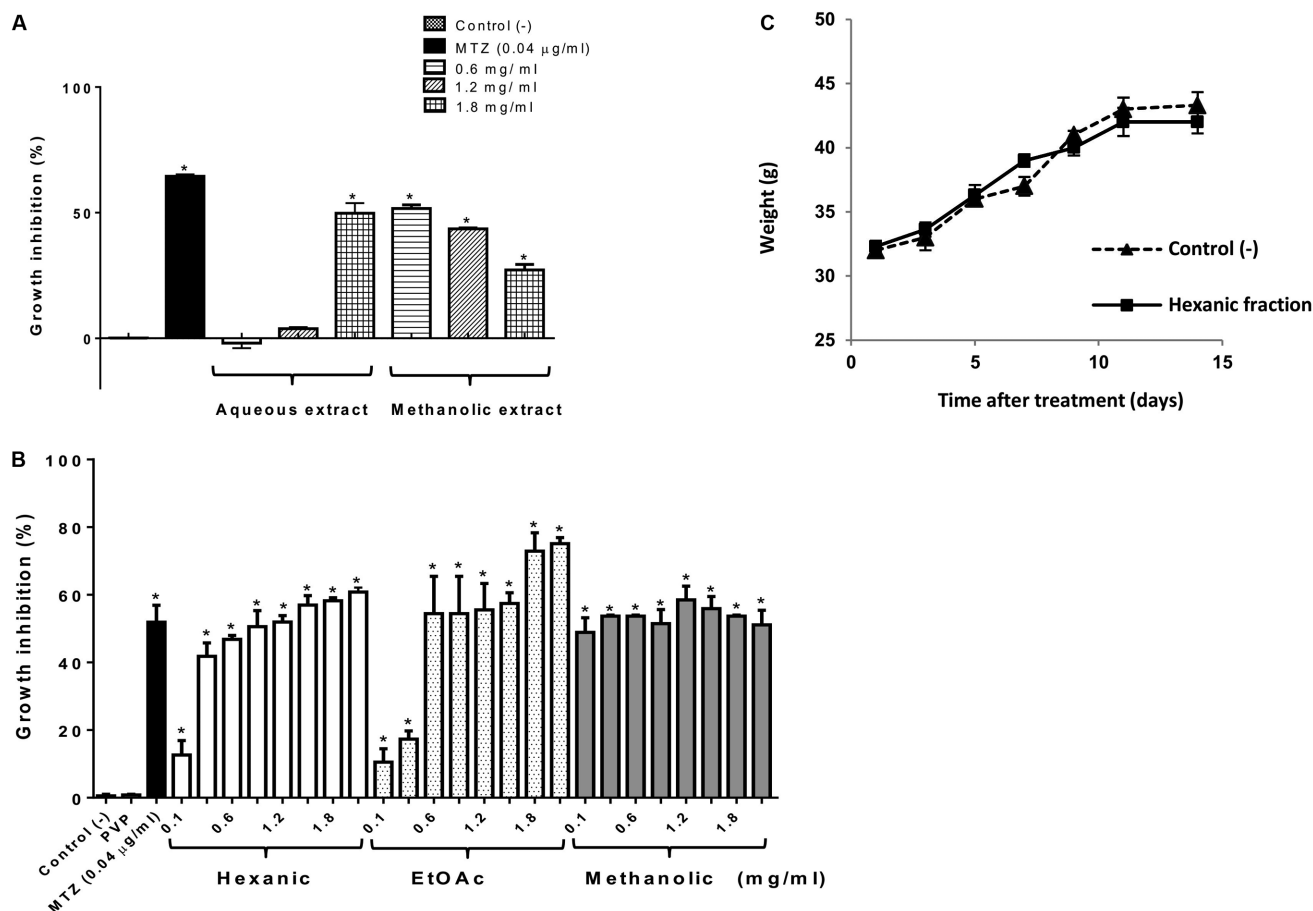 A
Control (-)
MTZ (0.04 µg/ml)
0.6 mg/ ml
1.2 mg/ ml
1.8 mg/ml
Growth inhibition (%)
100
50
0
*
*
*
*
*
Aqueous extract
Methanolic extract
C
Weight (g)
50
45
40
35
30
25
0
5
10
15
Control (-)
Hexanic fraction
Time after treatment (days)
B
Growth inhibition (%)
100
80
60
40
20
0
* * * * * * * * * * * * * * * * * * * * * * * * *
Control (-)
PVP
MTZ (0.04 µg/ml)
0.1 0.6 1.2 1.8
0.1 0.6 1.2 1.8
0.1 0.6 1.2 1.8
Hexanic
EtOAc
Methanolic (mg/ml)